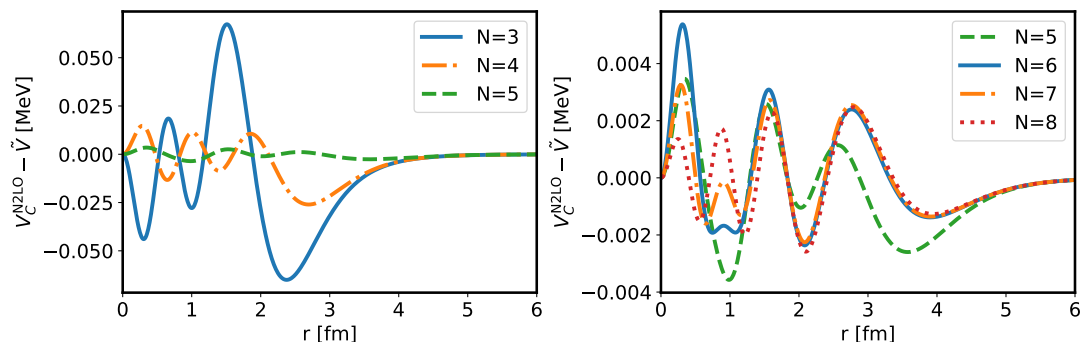 V_C^{N2LO} − Ṽ [MeV]
0.050
0.025
0.000
−0.025
−0.050
N=3
N=4
N=5
0 1 2 3 4 5 6
r [fm]
V_C^{N2LO} − Ṽ [MeV]
0.004
0.002
0.000
−0.002
−0.004
N=5
N=6
N=7
N=8
0 1 2 3 4 5 6
r [fm]